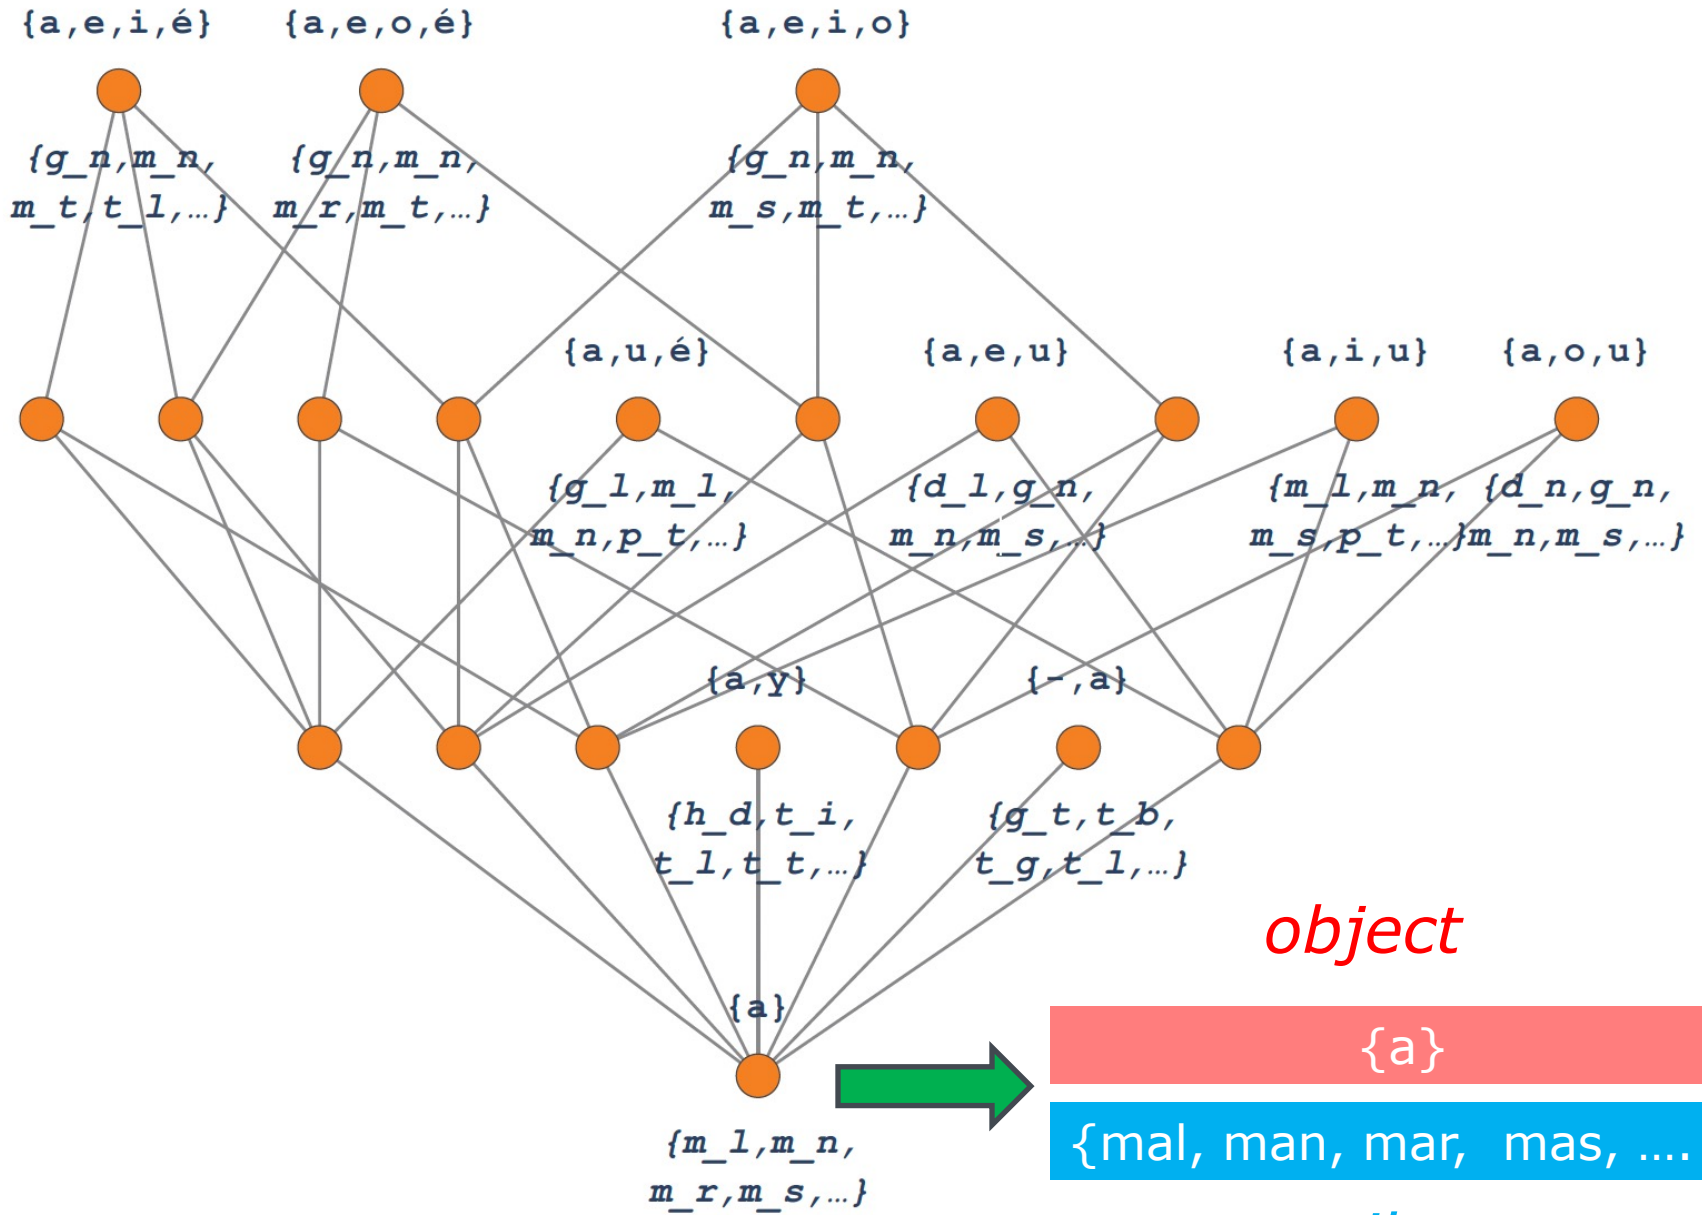 {a,e,i,é}
{a,e,o,é}
{a,e,i,o}
{g_n,m_n,
m_t,t_l,…}
{g_n,m_n,
m_r,m_t,…}
{g_n,m_n,
m_s,m_t,…}
{a,u,é}
{a,e,u}
{a,i,u}
{a,o,u}
{g_l,m_l,
m_n,p_t,…}
{d_l,g_n,
m_n,m_s,…}
{m_l,m_n,
m_s,p_t,…}
{d_n,g_n,
m_n,m_s,…}
{a,y}
{-,a}
{h_d,t_i,
t_l,t_t,…}
{g_t,t_b,
t_g,t_l,…}
{a}
{m_l,m_n,
m_r,m_s,…}
object
{a}
{mal, man, mar, mas, ….